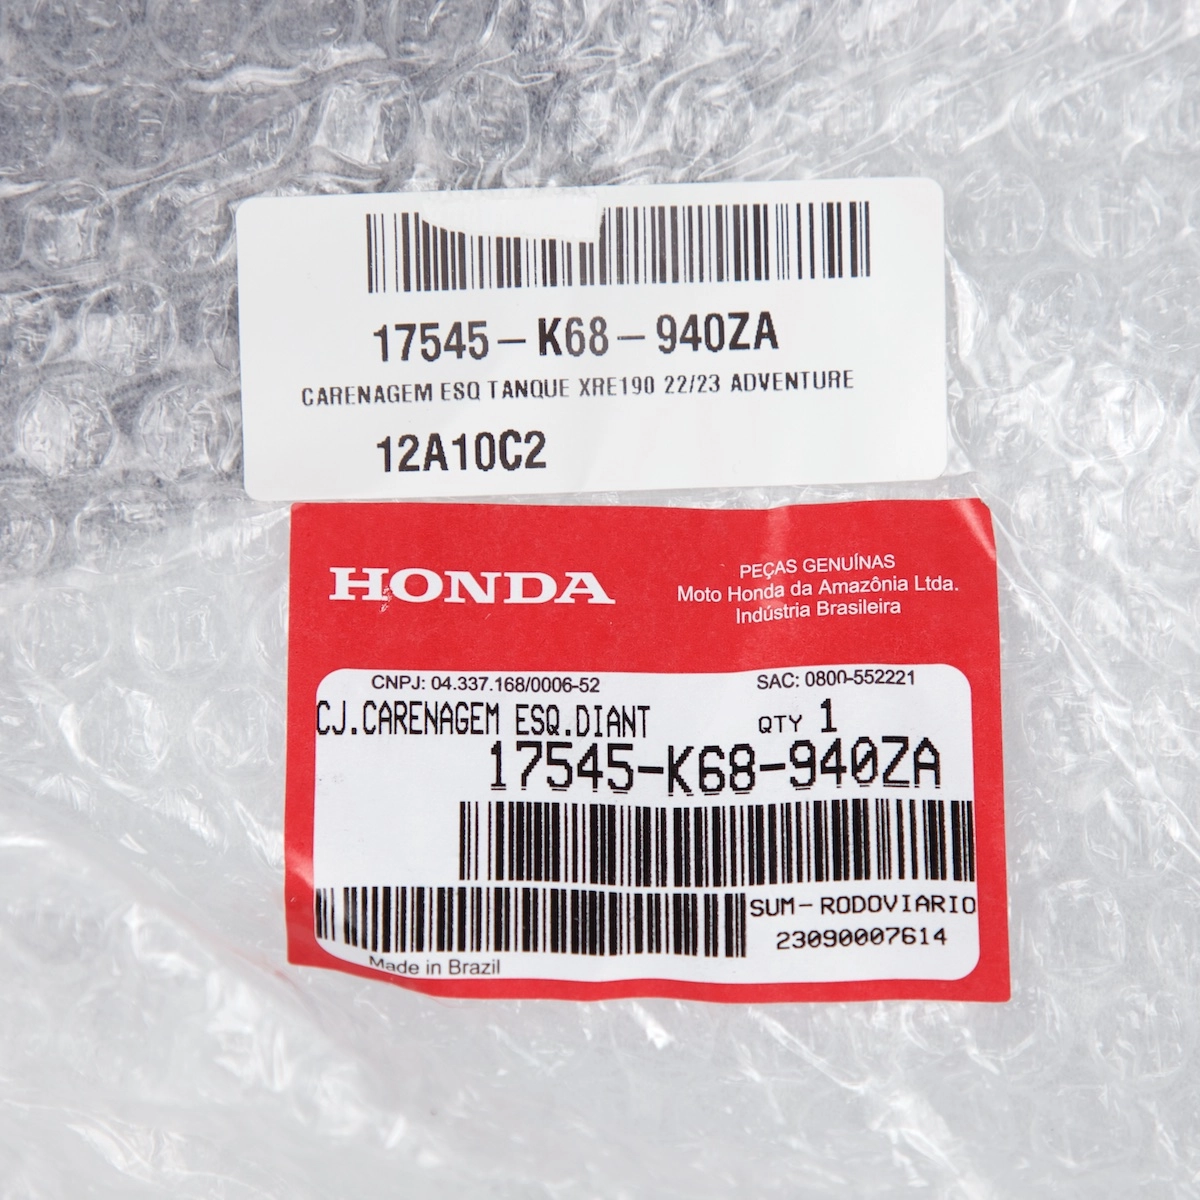 17545-K68-940ZA
CARENAGEM ESQ TANQUE XRE190 22/23 ADVENTURE
12A10C2
HONDA
PEÇAS GENUÍNAS
Moto Honda da Amazônia Ltda.
Indústria Brasileira
CNPJ: 04.337.168/0006-52 SAC: 0800-552221
CJ.CARENAGEM ESQ.DIANT QTY 1
17545-K68-940ZA
SUM-RODOVIARIO
23090007614
Made in Brazil